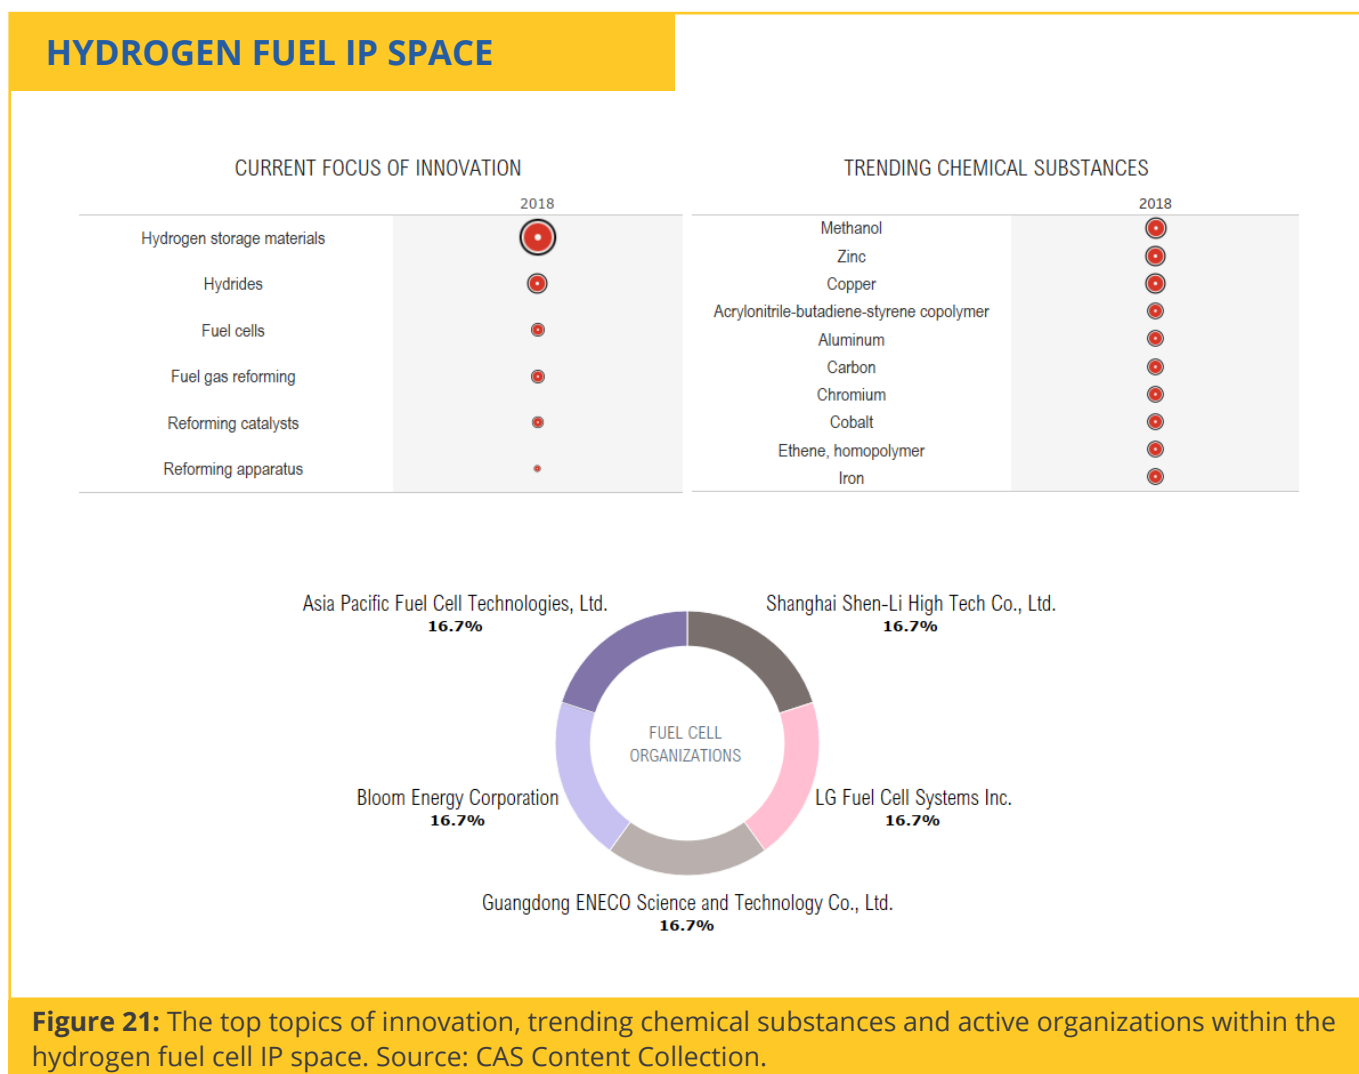 HYDROGEN FUEL IP SPACE
CURRENT FOCUS OF INNOVATION
2018
Hydrogen storage materials
Hydrides
Fuel cells
Fuel gas reforming
Reforming catalysts
Reforming apparatus
TRENDING CHEMICAL SUBSTANCES
2018
Methanol
Zinc
Copper
Acrylonitrile-butadiene-styrene copolymer
Aluminum
Carbon
Chromium
Cobalt
Ethene, homopolymer
Iron
Asia Pacific Fuel Cell Technologies, Ltd.
16.7%
Shanghai Shen-Li High Tech Co., Ltd.
16.7%
FUEL CELL
ORGANIZATIONS
Bloom Energy Corporation
16.7%
LG Fuel Cell Systems Inc.
16.7%
Guangdong ENECO Science and Technology Co., Ltd.
16.7%
Figure 21: The top topics of innovation, trending chemical substances and active organizations within the
hydrogen fuel cell IP space. Source: CAS Content Collection.